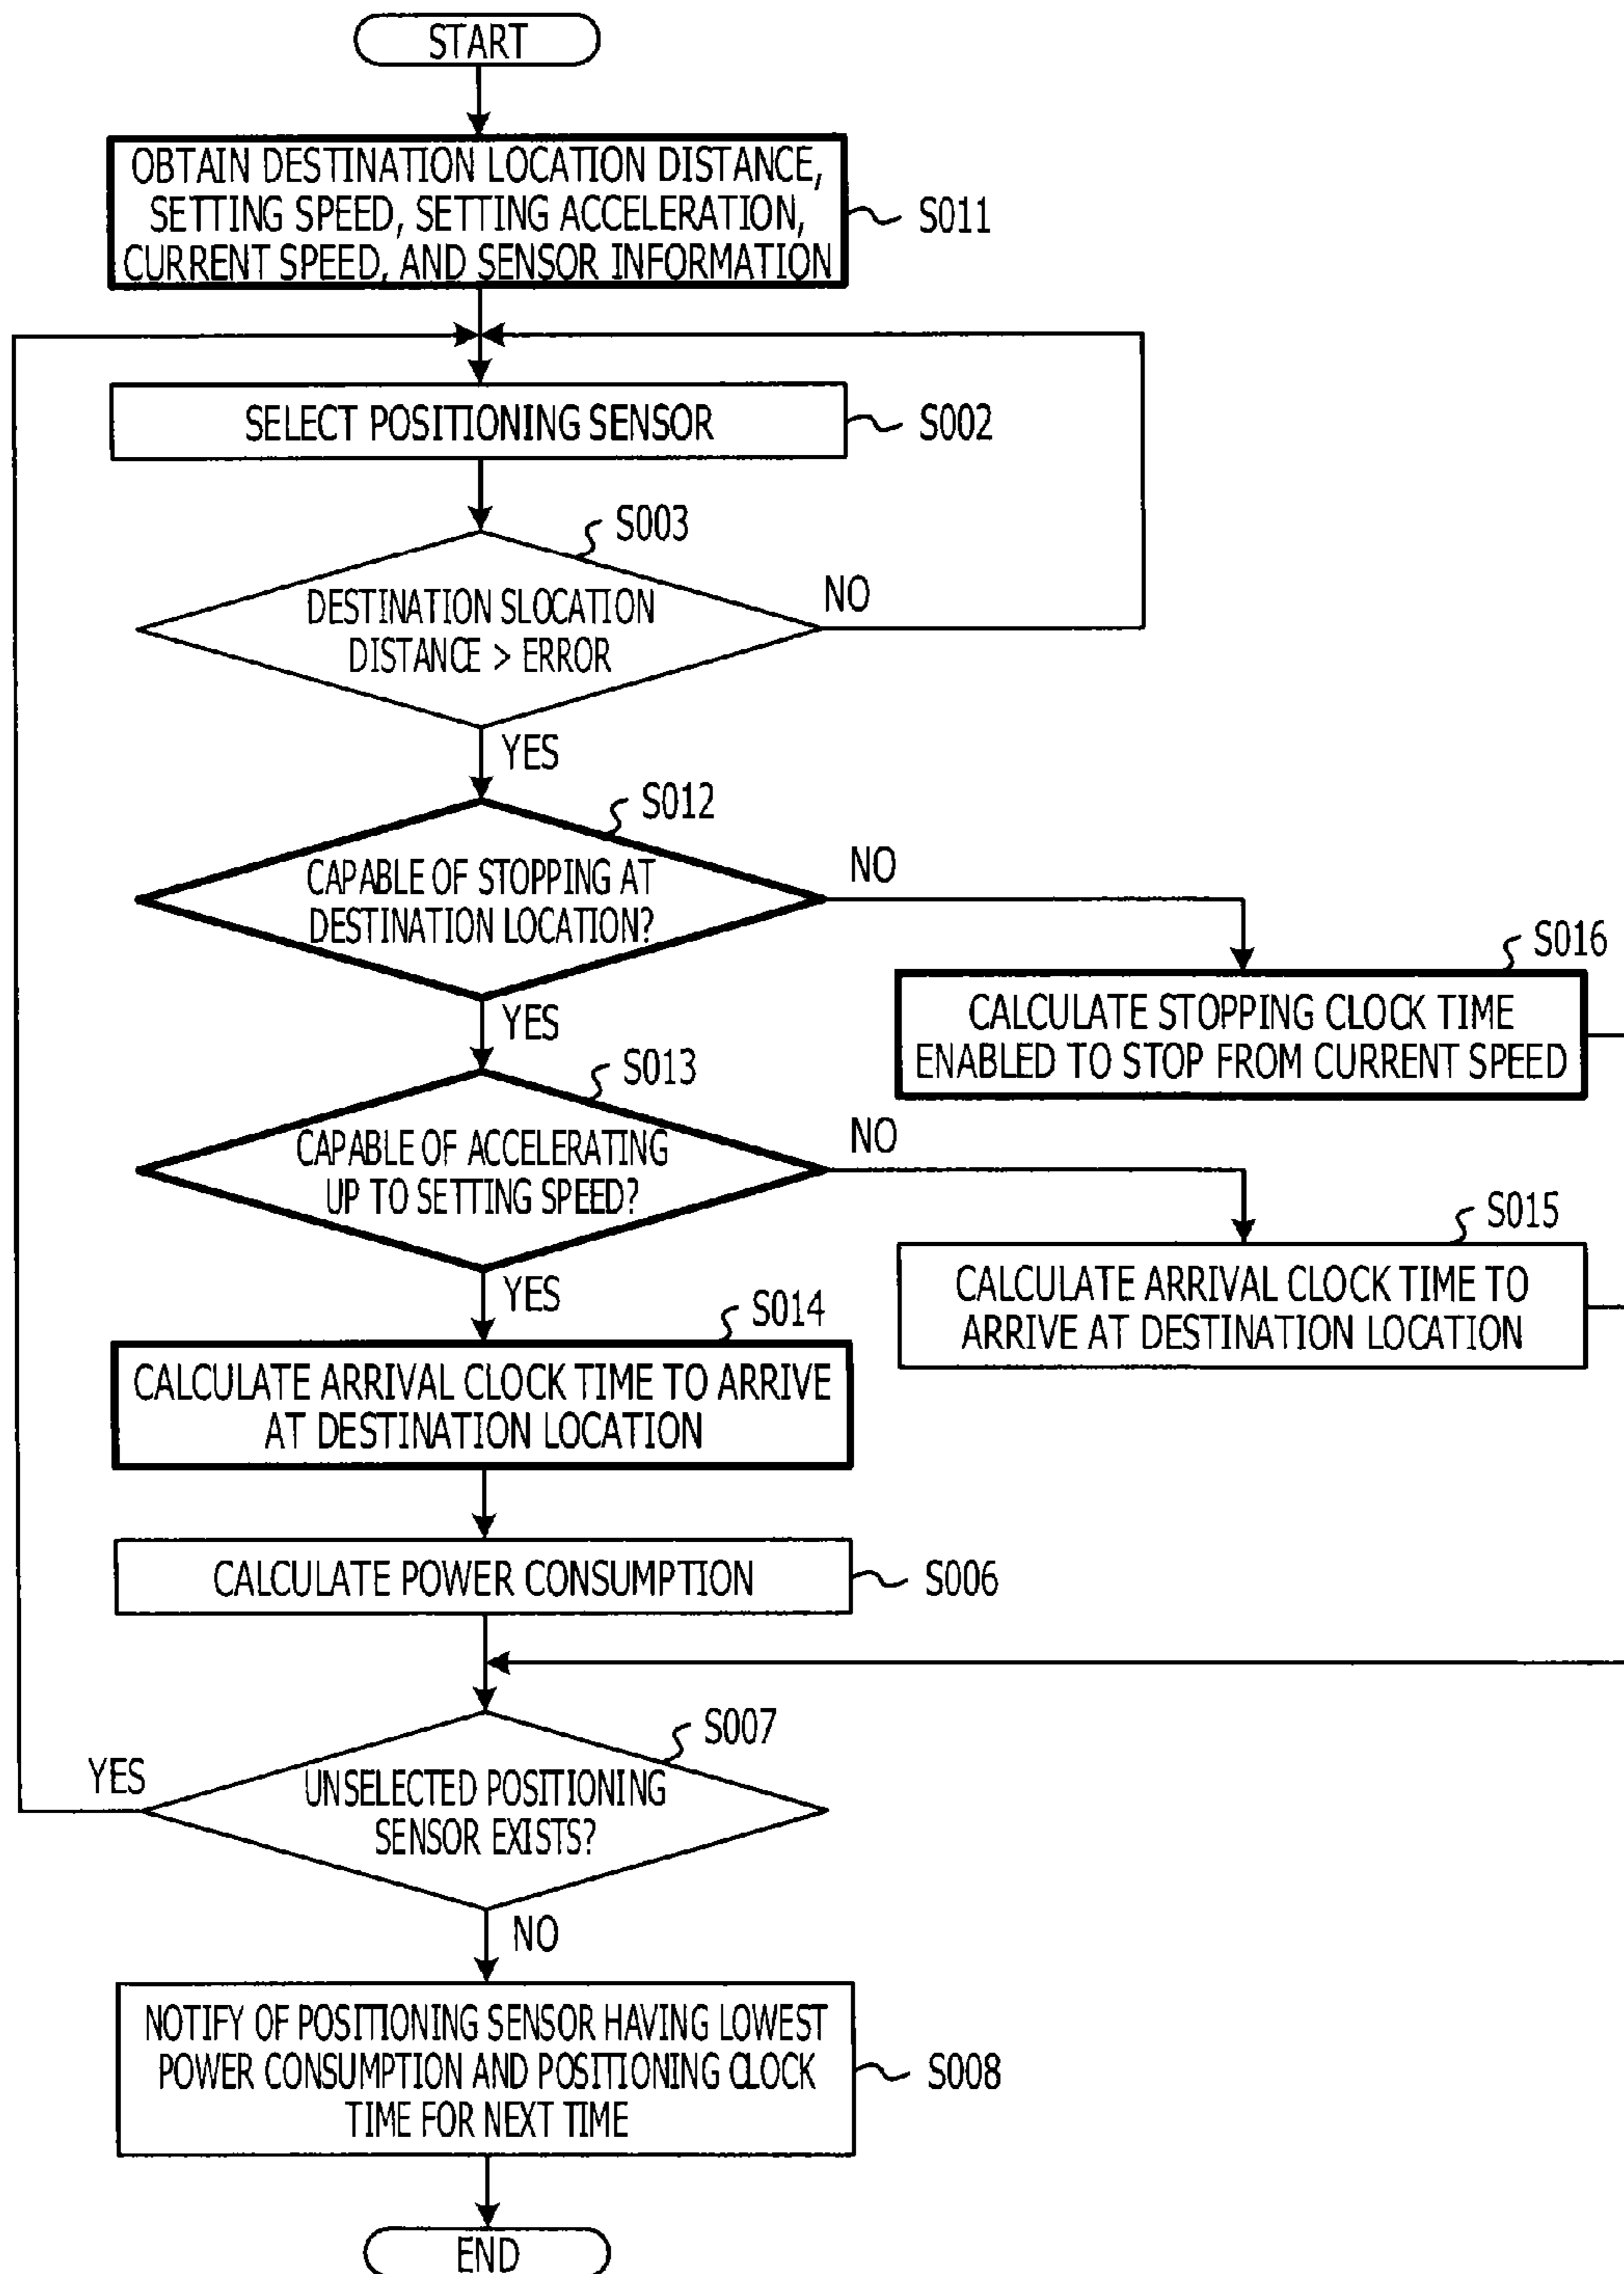 START
OBTAIN DESTINATION LOCATION DISTANCE,
SETTING SPEED, SETTING ACCELERATION,
CURRENT SPEED, AND SENSOR INFORMATION
S011
SELECT POSITIONING SENSOR
S002
S003
DESTINATION SLOCATION
DISTANCE > ERROR
NO
YES
S012
CAPABLE OF STOPPING AT
DESTINATION LOCATION?
NO
YES
S016
CALCULATE STOPPING CLOCK TIME
ENABLED TO STOP FROM CURRENT SPEED
S013
CAPABLE OF ACCELERATING
UP TO SETTING SPEED?
NO
YES
S015
CALCULATE ARRIVAL CLOCK TIME TO
ARRIVE AT DESTINATION LOCATION
S014
CALCULATE ARRIVAL CLOCK TIME TO ARRIVE
AT DESTINATION LOCATION
CALCULATE POWER CONSUMPTION
S006
S007
YES
UNSELECTED POSITIONING
SENSOR EXISTS?
NO
NOTIFY OF POSITIONING SENSOR HAVING LOWEST
POWER CONSUMPTION AND POSITIONING CLOCK
TIME FOR NEXT TIME
S008
END